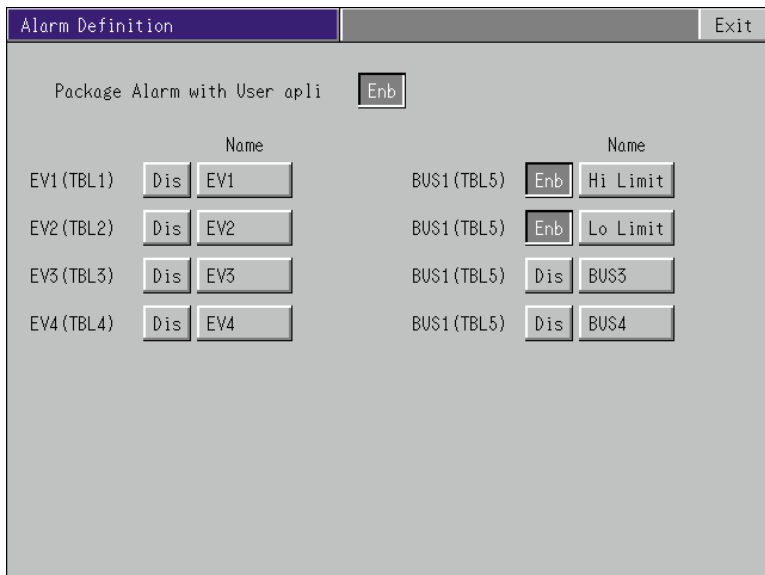 Alarm Definition Exit
Package Alarm with User apli Enb
Name Name
EV1(TBL1) Dis EV1 BUS1(TBL5) Enb Hi Limit
EV2(TBL2) Dis EV2 BUS1(TBL5) Enb Lo Limit
EV3(TBL3) Dis EV3 BUS1(TBL5) Dis BUS3
EV4(TBL4) Dis EV4 BUS1(TBL5) Dis BUS4